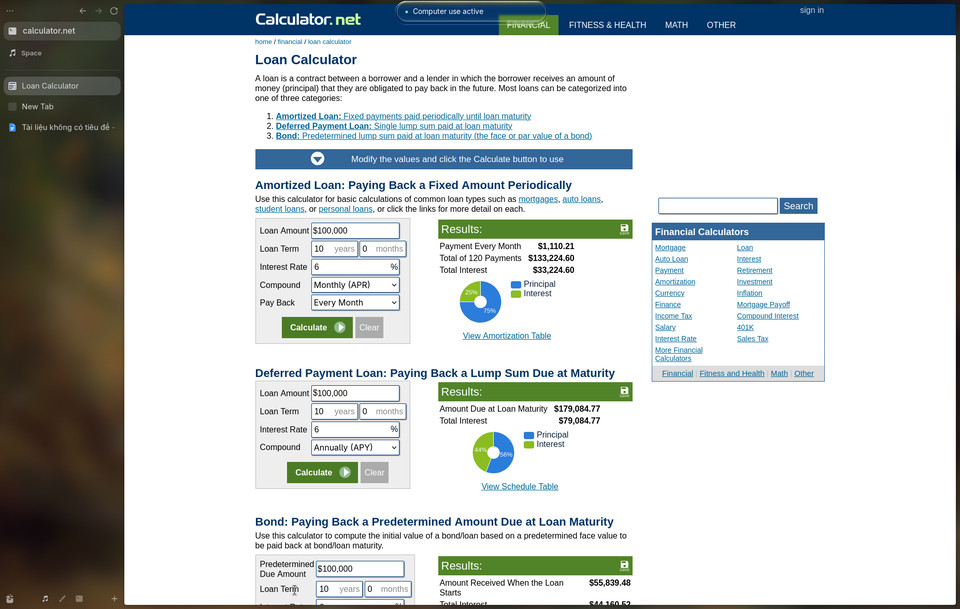 Computer use active
sign in
calculator.net
Space
Loan Calculator
New Tab
Tài liệu không có tiêu đề -
Calculator.net
FINANCIAL
FITNESS & HEALTH
MATH
OTHER
home / financial / loan calculator
Loan Calculator
A loan is a contract between a borrower and a lender in which the borrower receives an amount of
money (principal) that they are obligated to pay back in the future. Most loans can be categorized into
one of three categories:
1. Amortized Loan: Fixed payments paid periodically until loan maturity
2. Deferred Payment Loan: Single lump sum paid at loan maturity
3. Bond: Predetermined lump sum paid at loan maturity (the face or par value of a bond)
Modify the values and click the Calculate button to use
Amortized Loan: Paying Back a Fixed Amount Periodically
Use this calculator for basic calculations of common loan types such as mortgages, auto loans,
student loans, or personal loans, or click the links for more detail on each.
Loan Amount $100,000
Loan Term 10 years 0 months
Interest Rate 6 %
Compound Monthly (APR)
Pay Back Every Month
Calculate Clear
Results:
Payment Every Month $1,110.21
Total of 120 Payments $133,224.60
Total Interest $33,224.60
25%
75%
Principal
Interest
View Amortization Table
Search
Financial Calculators
Mortgage Loan
Auto Loan Interest
Payment Retirement
Amortization Investment
Currency Inflation
Finance Mortgage Payoff
Income Tax Compound Interest
Salary 401K
Interest Rate Sales Tax
More Financial
Calculators
Financial | Fitness and Health | Math | Other
Deferred Payment Loan: Paying Back a Lump Sum Due at Maturity
Loan Amount $100,000
Loan Term 10 years 0 months
Interest Rate 6 %
Compound Annually (APY)
Calculate Clear
Results:
Amount Due at Loan Maturity $179,084.77
Total Interest $79,084.77
44%
56%
Principal
Interest
View Schedule Table
Bond: Paying Back a Predetermined Amount Due at Loan Maturity
Use this calculator to compute the initial value of a bond/loan based on a predetermined face value to
be paid back at bond/loan maturity.
Predetermined
Due Amount $100,000
Loan Term 10 years 0 months
Results:
Amount Received When the Loan
Starts $55,839.48
Total Interest $44,160.52